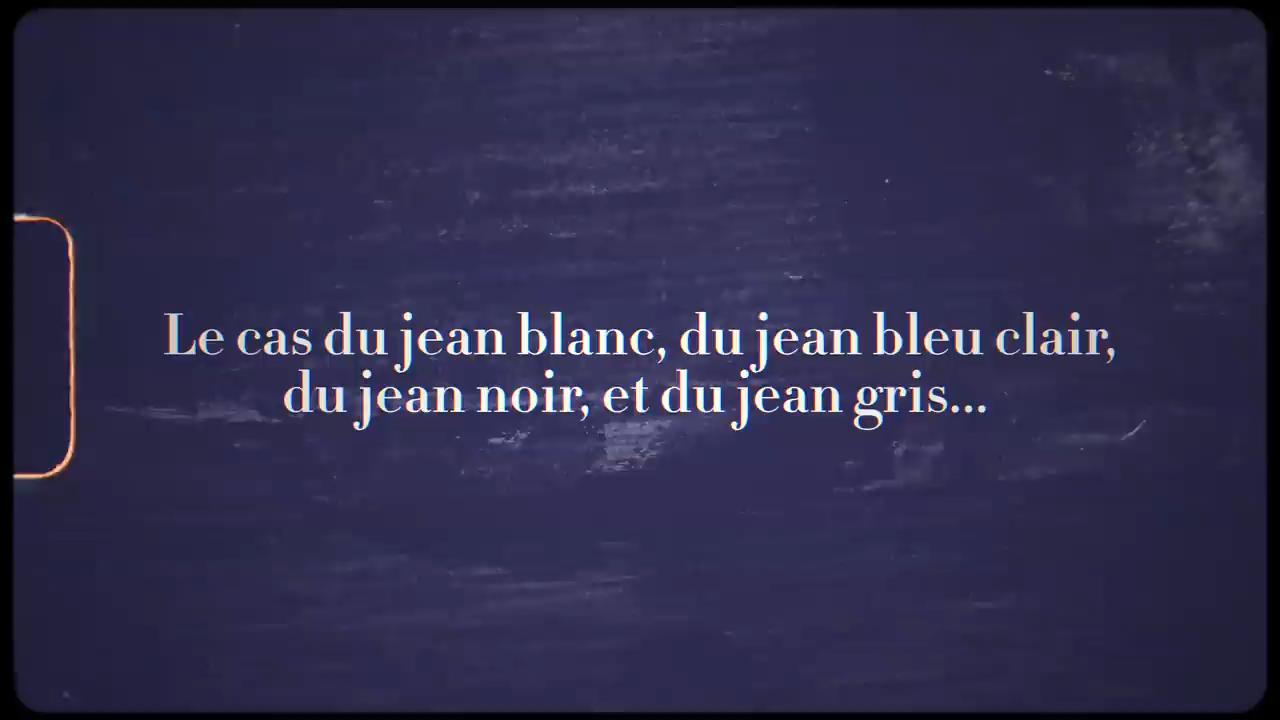 Le cas du jean blanc, du jean bleu clair,
du jean noir, et du jean gris...